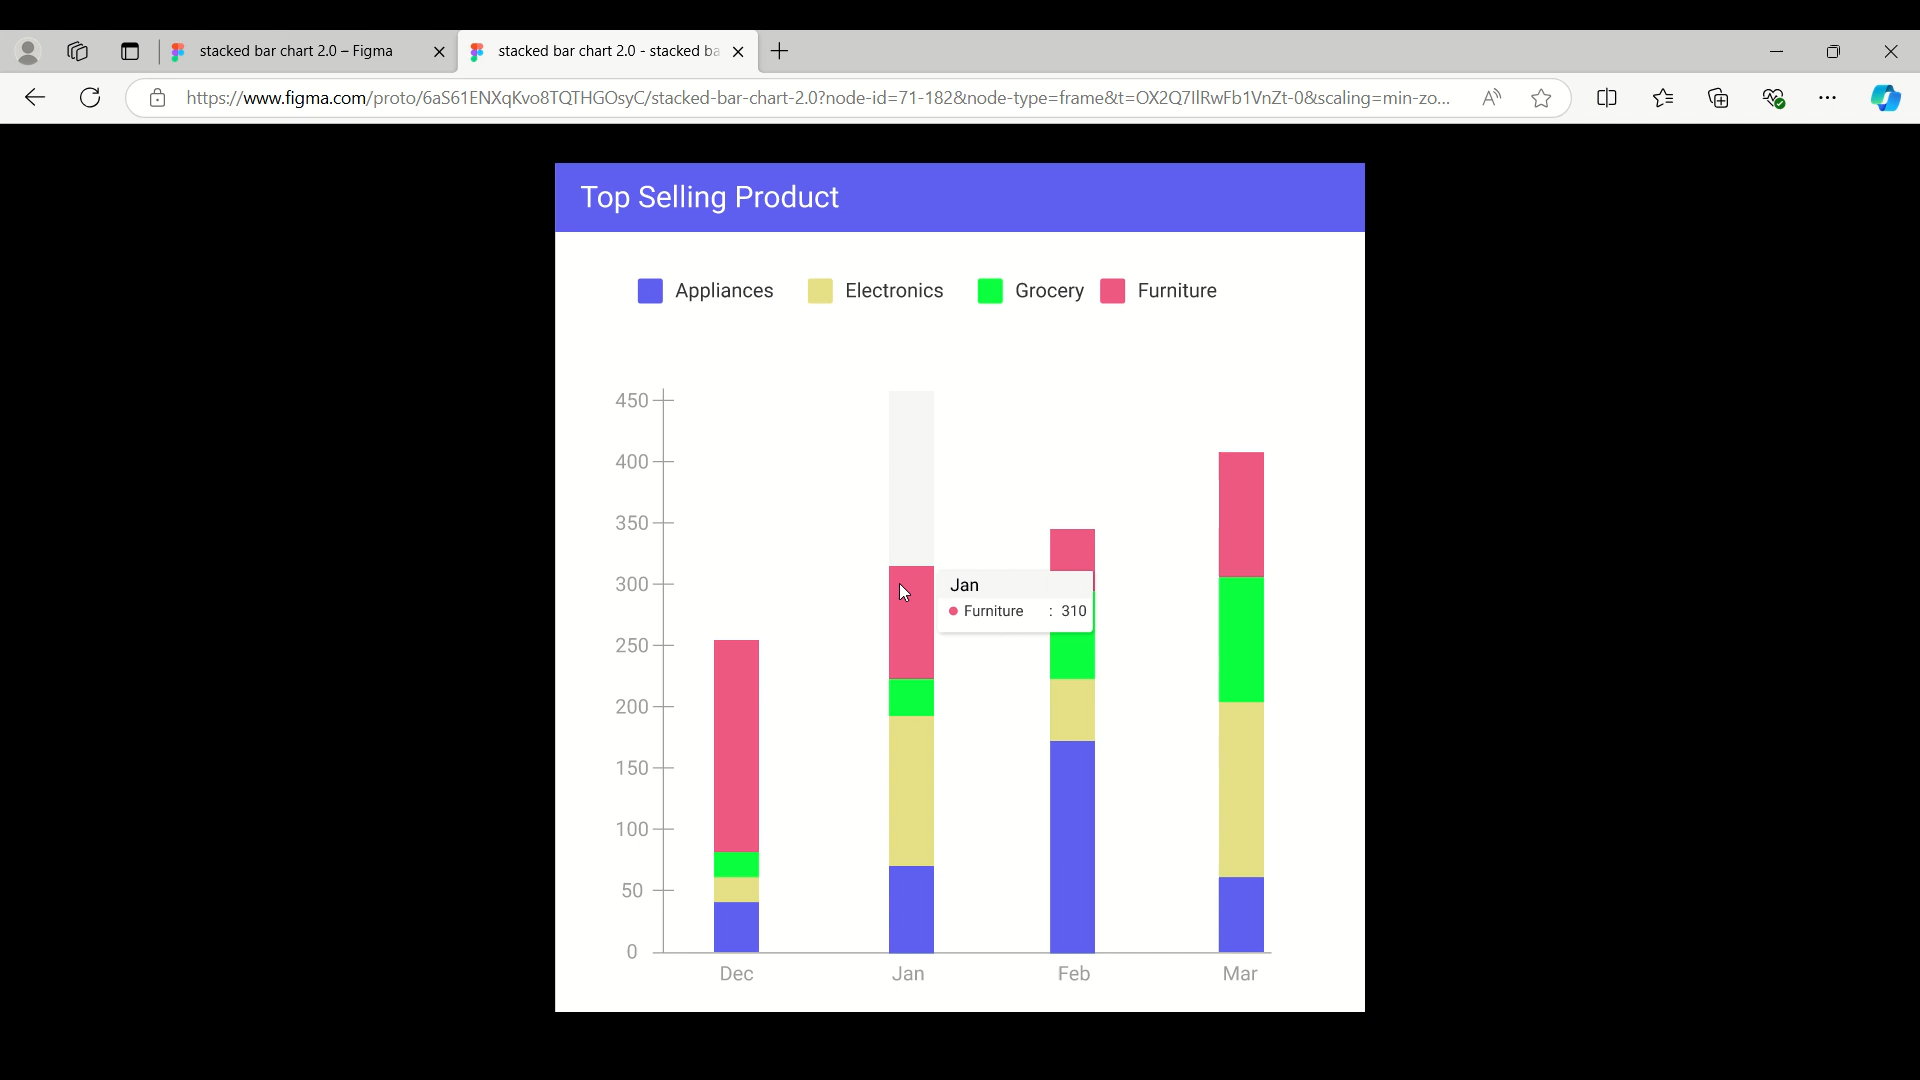 stacked bar chart 2.0 – Figma
stacked bar chart 2.0 - stacked ba
https://www.figma.com/proto/6aS61ENXqKvo8TQTHGOsyC/stacked-bar-chart-2.0?node-id=71-182&node-type=frame&t=OX2Q7IlRwFb1VnZt-0&scaling=min-zo...
Top Selling Product
Appliances Electronics Grocery Furniture
450
400
350
300
Jan
Furniture : 310
250
200
150
100
50
0
Dec Jan Feb Mar